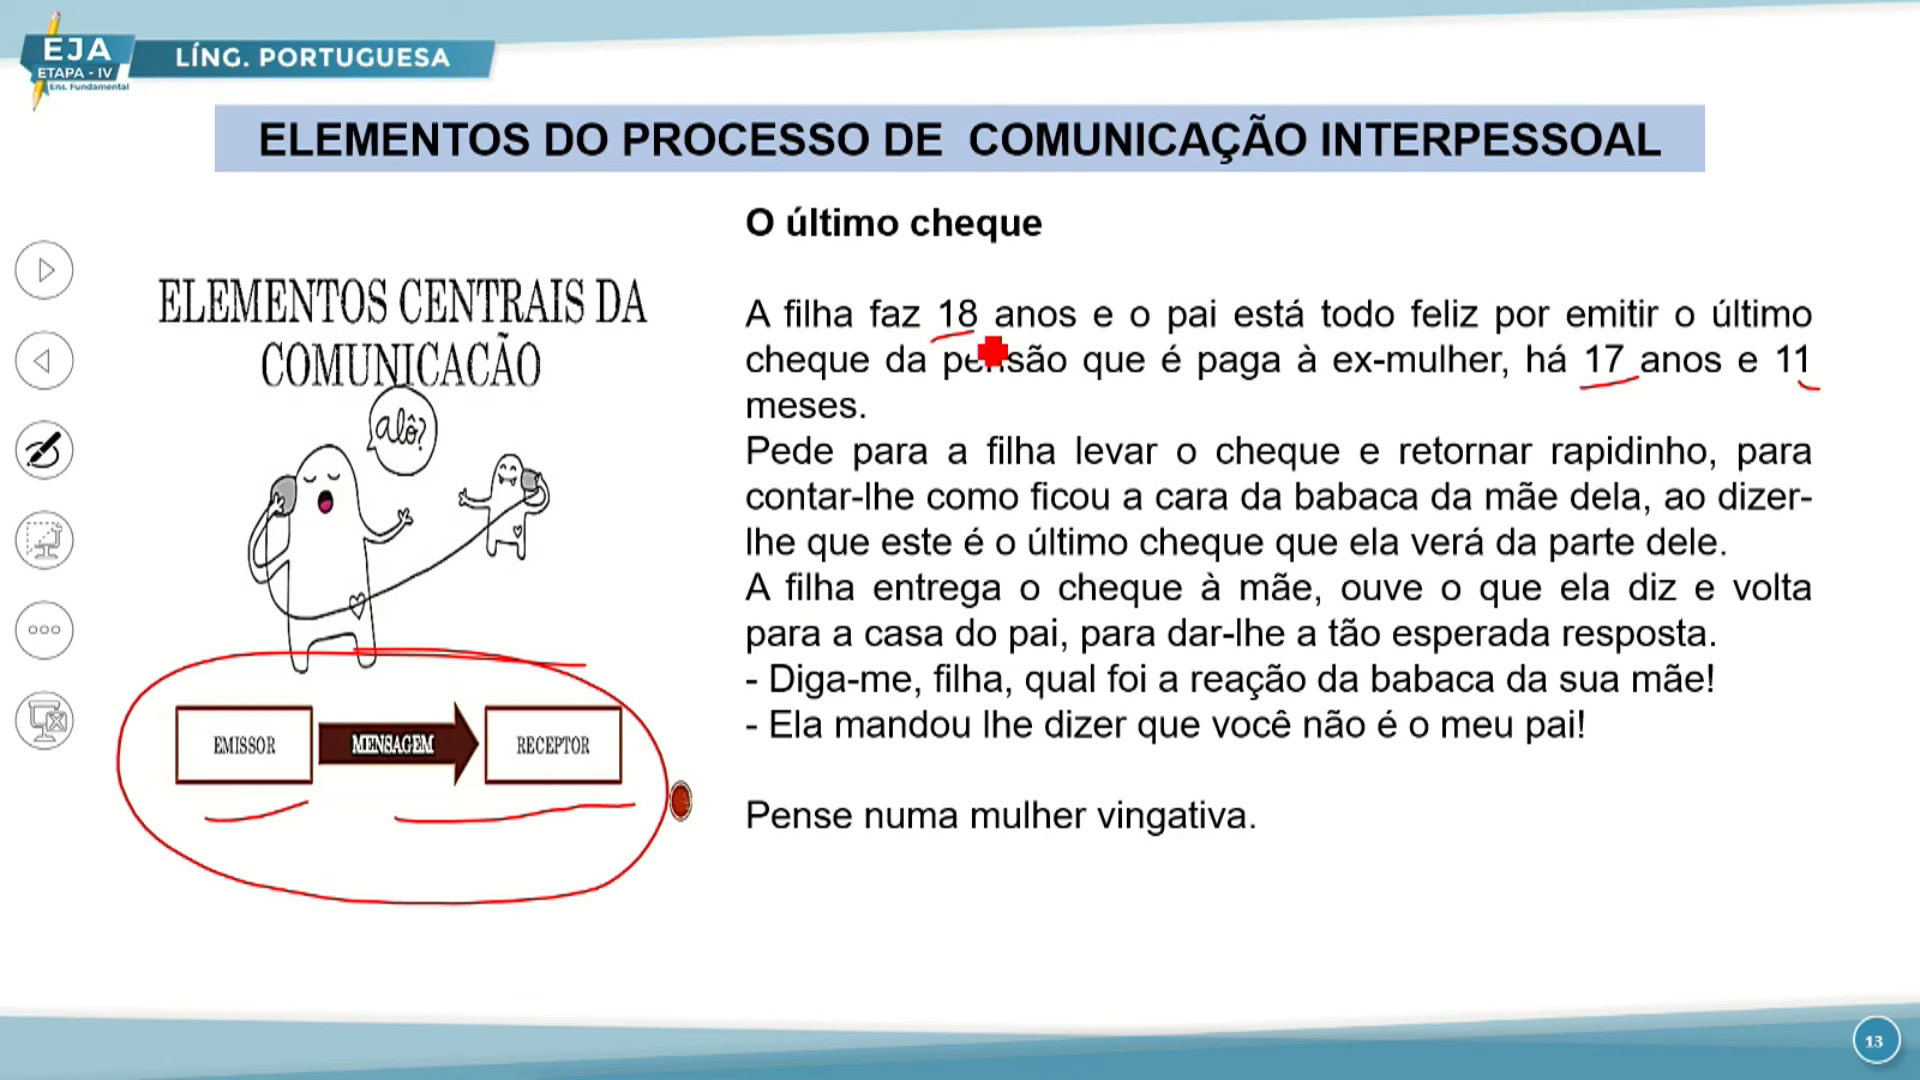 EJA
ETAPA - IV
Ens. Fundamental
LÍNG. PORTUGUESA
ELEMENTOS DO PROCESSO DE COMUNICAÇÃO INTERPESSOAL
ELEMENTOS CENTRAIS DA
COMUNICACÃO
alô?
EMISSOR
MENSAGEM
RECEPTOR
O último cheque
A filha faz 18 anos e o pai está todo feliz por emitir o último
cheque da pensão que é paga à ex-mulher, há 17 anos e 11
meses.
Pede para a filha levar o cheque e retornar rapidinho, para
contar-lhe como ficou a cara da babaca da mãe dela, ao dizer-
lhe que este é o último cheque que ela verá da parte dele.
A filha entrega o cheque à mãe, ouve o que ela diz e volta
para a casa do pai, para dar-lhe a tão esperada resposta.
- Diga-me, filha, qual foi a reação da babaca da sua mãe!
- Ela mandou lhe dizer que você não é o meu pai!
Pense numa mulher vingativa.
13